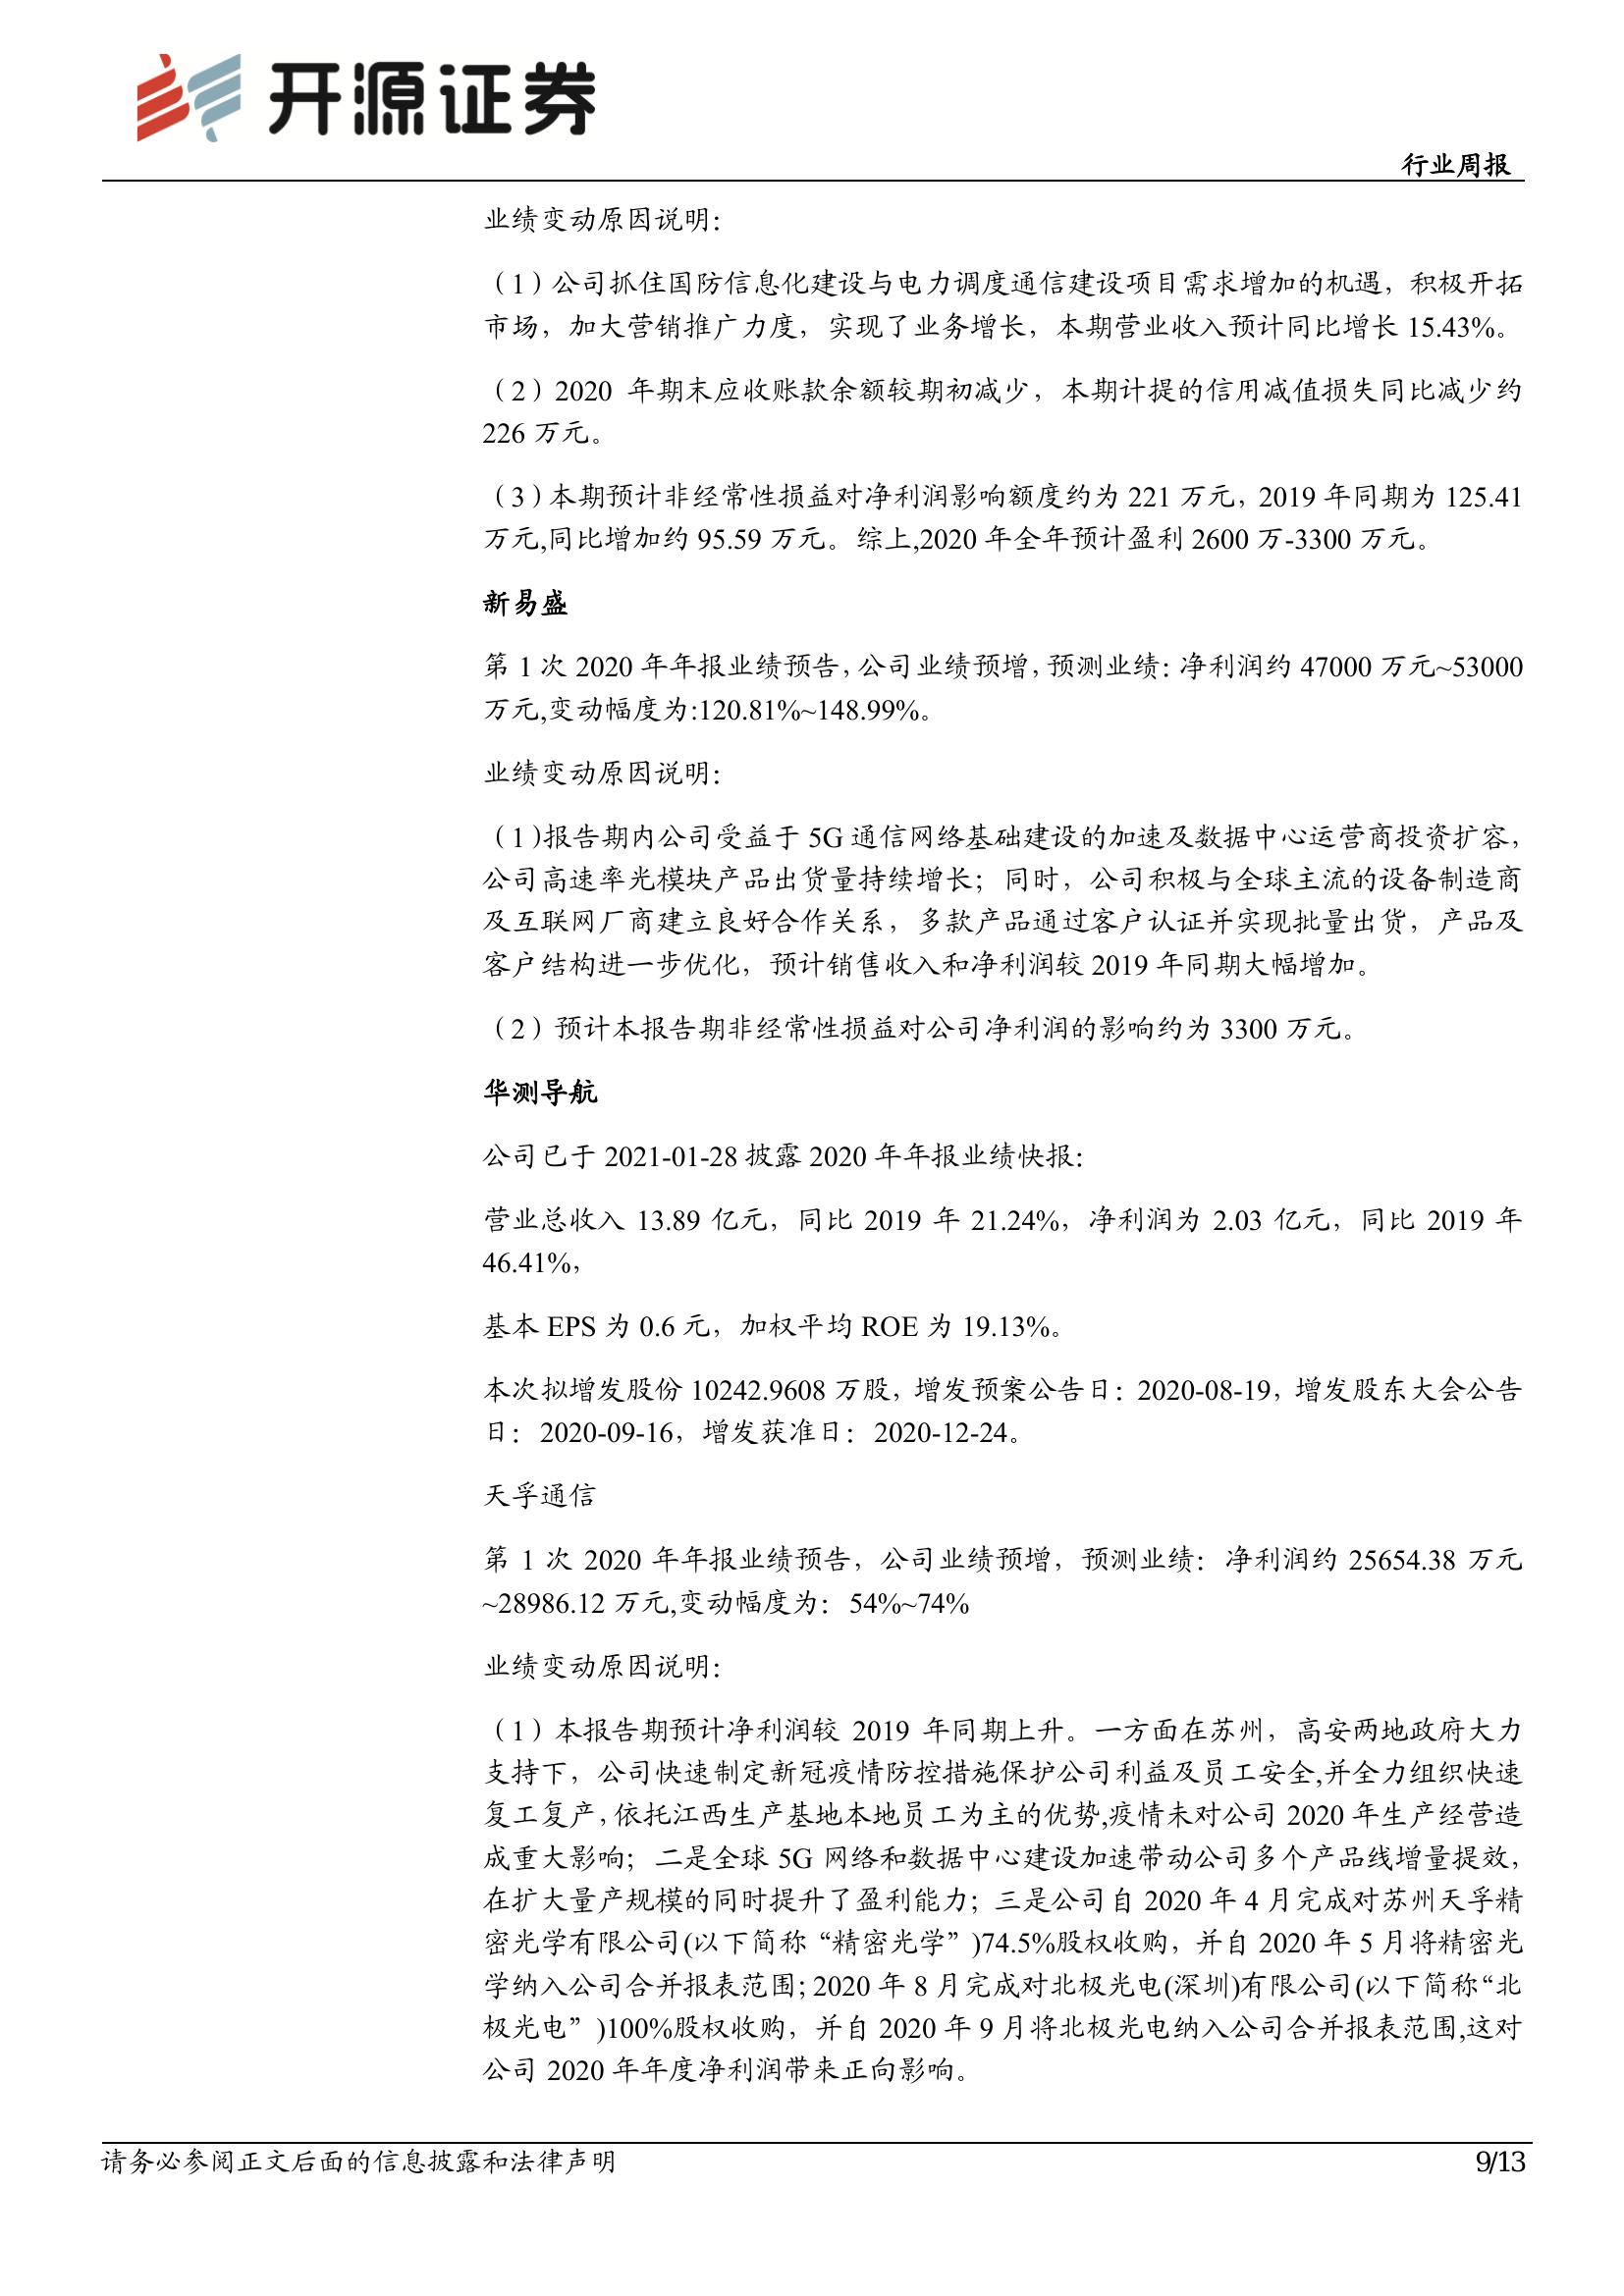 开源证券
行业周报
业绩变动原因说明：
（1）公司抓住国防信息化建设与电力调度通信建设项目需求增加的机遇，积极开拓
市场，加大营销推广力度，实现了业务增长，本期营业收入预计同比增长 15.43%。
（2）2020 年期末应收账款余额较期初减少，本期计提的信用减值损失同比减少约
226 万元。
（3）本期预计非经常性损益对净利润影响额度约为 221 万元，2019 年同期为 125.41
万元,同比增加约 95.59 万元。综上,2020 年全年预计盈利 2600 万-3300 万元。
新易盛
第 1 次 2020 年年报业绩预告，公司业绩预增，预测业绩：净利润约 47000 万元~53000
万元,变动幅度为:120.81%~148.99%。
业绩变动原因说明：
（1)报告期内公司受益于 5G 通信网络基础建设的加速及数据中心运营商投资扩容，
公司高速率光模块产品出货量持续增长；同时，公司积极与全球主流的设备制造商
及互联网厂商建立良好合作关系，多款产品通过客户认证并实现批量出货，产品及
客户结构进一步优化，预计销售收入和净利润较 2019 年同期大幅增加。
（2）预计本报告期非经常性损益对公司净利润的影响约为 3300 万元。
华测导航
公司已于 2021-01-28 披露 2020 年年报业绩快报：
营业总收入 13.89 亿元，同比 2019 年 21.24%，净利润为 2.03 亿元，同比 2019 年
46.41%，
基本 EPS 为 0.6 元，加权平均 ROE 为 19.13%。
本次拟增发股份 10242.9608 万股，增发预案公告日：2020-08-19，增发股东大会公告
日：2020-09-16，增发获准日：2020-12-24。
天孚通信
第 1 次 2020 年年报业绩预告，公司业绩预增，预测业绩：净利润约 25654.38 万元
~28986.12 万元,变动幅度为：54%~74%
业绩变动原因说明：
（1）本报告期预计净利润较 2019 年同期上升。一方面在苏州，高安两地政府大力
支持下，公司快速制定新冠疫情防控措施保护公司利益及员工安全,并全力组织快速
复工复产，依托江西生产基地本地员工为主的优势,疫情未对公司 2020 年生产经营造
成重大影响；二是全球 5G 网络和数据中心建设加速带动公司多个产品线增量提效，
在扩大量产规模的同时提升了盈利能力；三是公司自 2020 年 4 月完成对苏州天孚精
密光学有限公司(以下简称“精密光学”)74.5%股权收购，并自 2020 年 5 月将精密光
学纳入公司合并报表范围；2020 年 8 月完成对北极光电(深圳)有限公司(以下简称“北
极光电”)100%股权收购，并自 2020 年 9 月将北极光电纳入公司合并报表范围,这对
公司 2020 年年度净利润带来正向影响。
请务必参阅正文后面的信息披露和法律声明
9/13